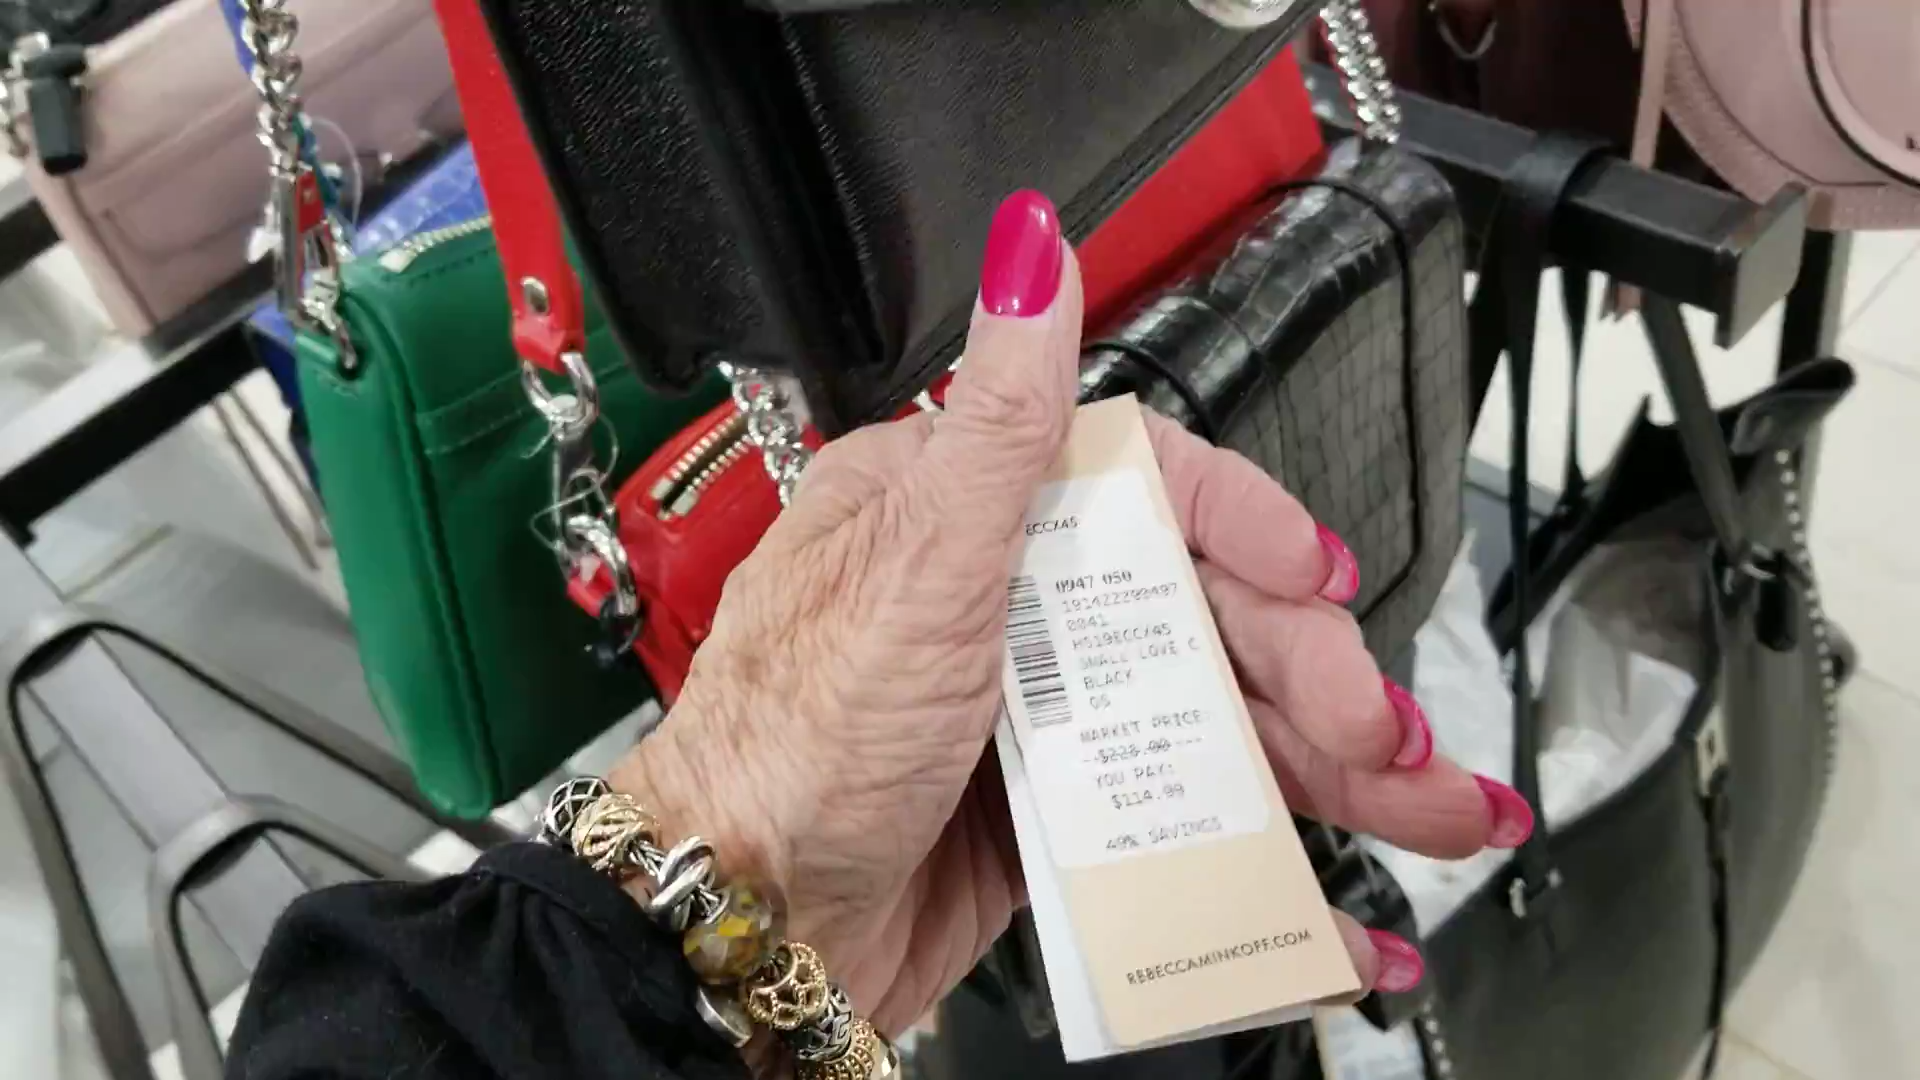 ECCX45
0947 050
0841
HS19ECCX45
SMALL LOVE C
BLACK
OS
MARKET PRICE:
$228.00
YOU PAY:
$114.99
49% SAVINGS
REBECCAMINKOFF.COM